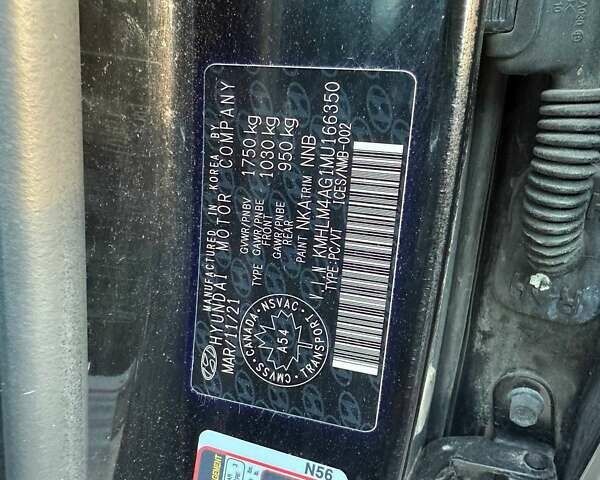 MANUFACTURED IN KOREA BY
HYUNDAI MOTOR COMPANY
MAR/11/21
GVWR/PNBV 1750 kg
TYPE GAWR/PNBE FRONT 1030 kg
GAWR/PNBE REAR 950 kg
PAINT NKA TRIM NNB
V I N KMHLM4AG1MU166350
TYPE:PC/VT ICES/NMB-002
CANADA · NSVAC · TRANSPORT · CMVSS ·
A54
N56